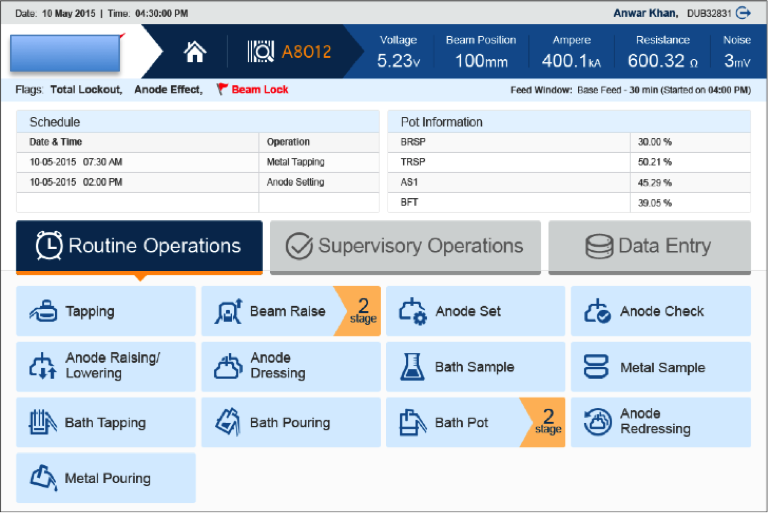 Date: 10 May 2015 | Time: 04:30:00 PM
Anwar Khan, DUB32831
A8012
Voltage
5.23v
Beam Position
100mm
Ampere
400.1kA
Resistance
600.32 Ω
Noise
3mV
Flags: Total Lockout, Anode Effect, Beam Lock
Feed Window: Base Feed - 30 min (Started on 04:00 PM)
Schedule
Date & Time Operation
10-05-2015 07:30 AM Metal Tapping
10-05-2015 02:00 PM Anode Setting
Pot Information
BRSP 30.00 %
TRSP 50.21 %
AS1 45.29 %
BFT 39.05 %
Routine Operations
Supervisory Operations
Data Entry
Tapping
Beam Raise
2
stage
Anode Set
Anode Check
Anode Raising/
Lowering
Anode
Dressing
Bath Sample
Metal Sample
Bath Tapping
Bath Pouring
Bath Pot
2
stage
Anode
Redressing
Metal Pouring